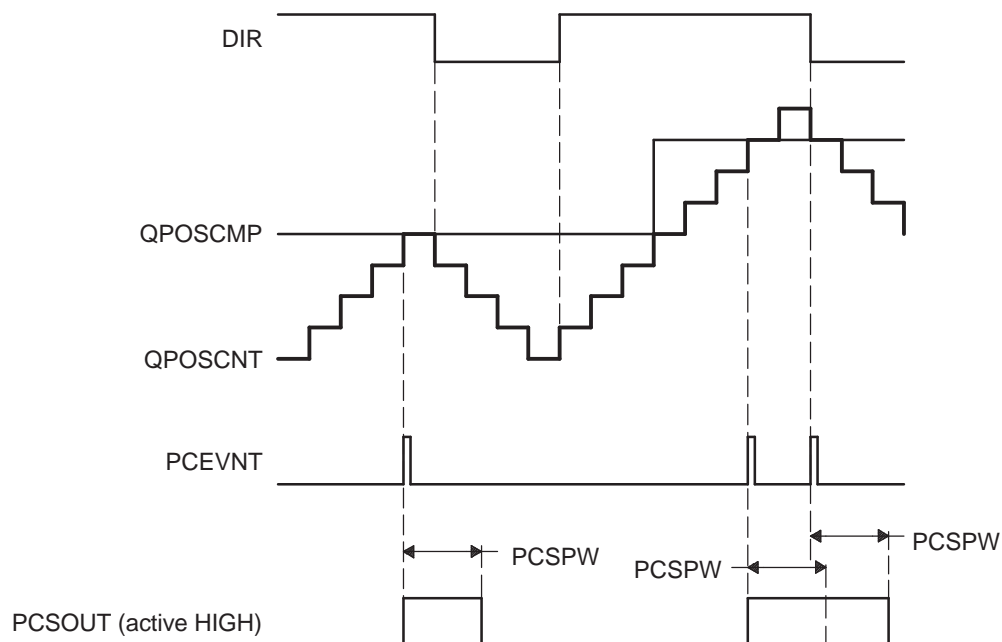 DIR
QPOSCMP
QPOSCNT
PCEVNT
PCSPW
PCSPW
PCSPW
PCSOUT (active HIGH)